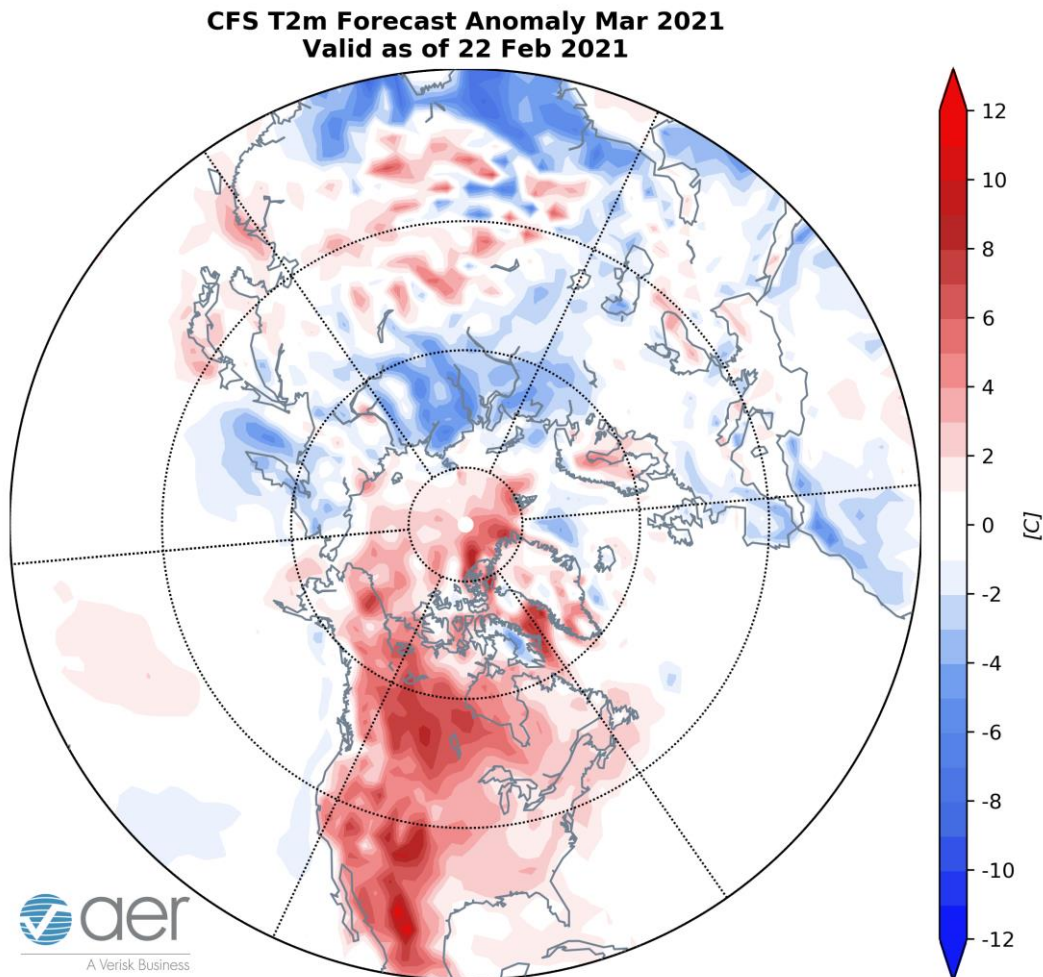 CFS T2m Forecast Anomaly Mar 2021
Valid as of 22 Feb 2021
12
10
8
6
4
2
0
-2
-4
-6
-8
-10
-12
[C]
aer
A Verisk Business